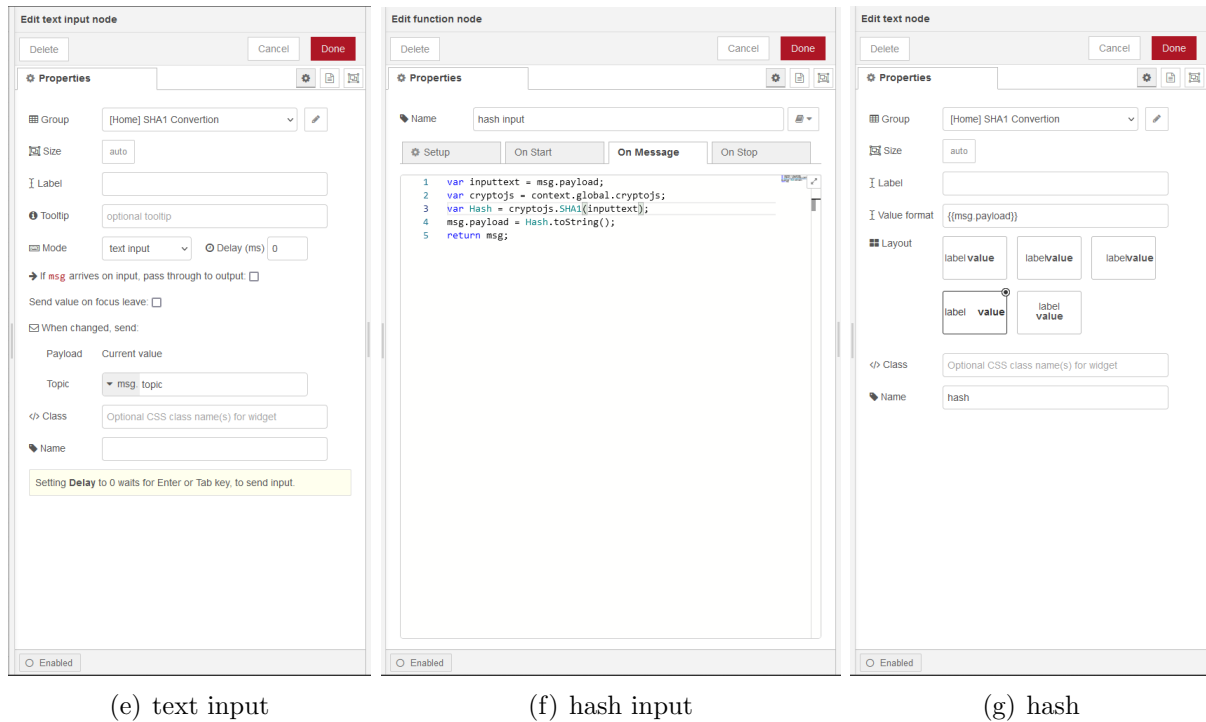 Edit text input node
Delete
Cancel
Done
Properties
Group
[Home] SHA1 Convertion
Size
auto
Label
Tooltip
optional tooltip
Mode
text input
Delay (ms)
0
If msg arrives on input, pass through to output:
Send value on focus leave:
When changed, send:
Payload
Current value
Topic
msg. topic
Class
Optional CSS class name(s) for widget
Name
Setting Delay to 0 waits for Enter or Tab key, to send input.
Enabled
(e) text input
Edit function node
Delete
Cancel
Done
Properties
Name
hash input
Setup
On Start
On Message
On Stop
1 var inputtext = msg.payload;
2 var cryptojs = context.global.cryptojs;
3 var Hash = cryptojs.SHA1(inputtext);
4 msg.payload = Hash.toString();
5 return msg;
Enabled
(f) hash input
Edit text node
Delete
Cancel
Done
Properties
Group
[Home] SHA1 Convertion
Size
auto
Label
Value format
{{msg.payload}}
Layout
label value
label value
label value
label value
label
value
Class
Optional CSS class name(s) for widget
Name
hash
Enabled
(g) hash